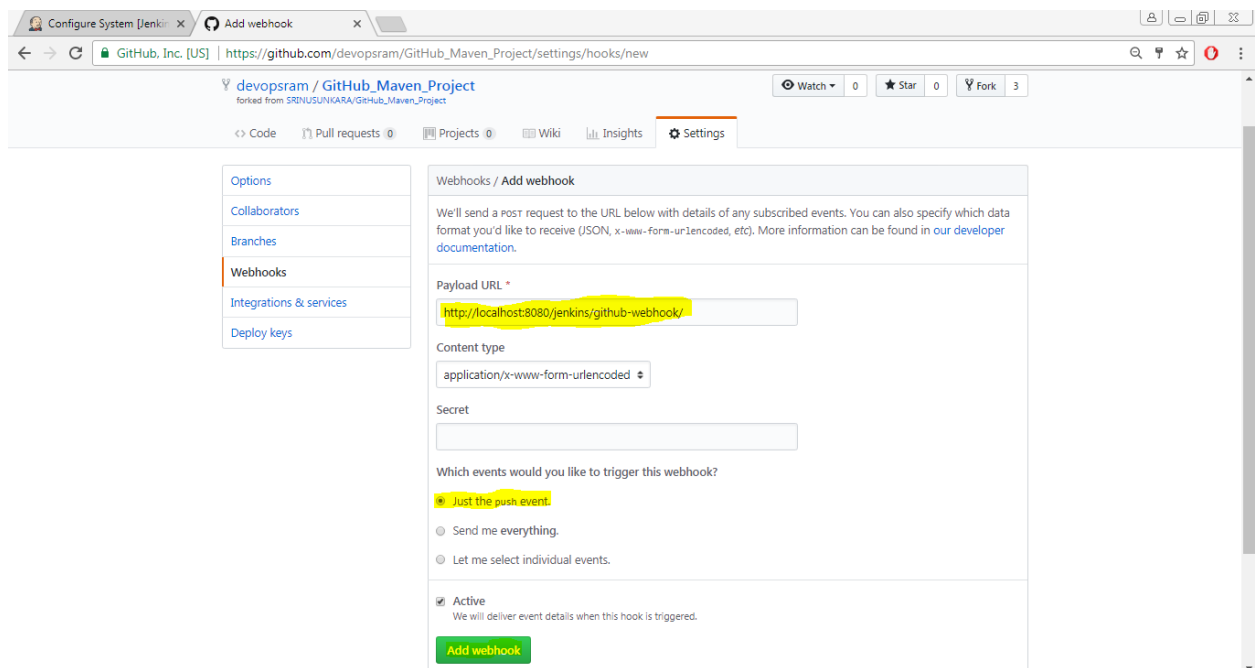 Configure System [Jenkin
Add webhook
GitHub, Inc. [US]
https://github.com/devopsram/GitHub_Maven_Project/settings/hooks/new
devopsram / GitHub_Maven_Project
forked from SRINUSUNKARA/GitHub_Maven_Project
Watch 0 Star 0 Fork 3
Code Pull requests 0 Projects 0 Wiki Insights Settings
Options
Collaborators
Branches
Webhooks
Integrations & services
Deploy keys
Webhooks / Add webhook
We'll send a POST request to the URL below with details of any subscribed events. You can also specify which data
format you'd like to receive (JSON, x-www-form-urlencoded, etc). More information can be found in our developer
documentation.
Payload URL *
http://localhost:8080/jenkins/github-webhook/
Content type
application/x-www-form-urlencoded
Secret
Which events would you like to trigger this webhook?
Just the push event.
Send me everything.
Let me select individual events.
Active
We will deliver event details when this hook is triggered.
Add webhook